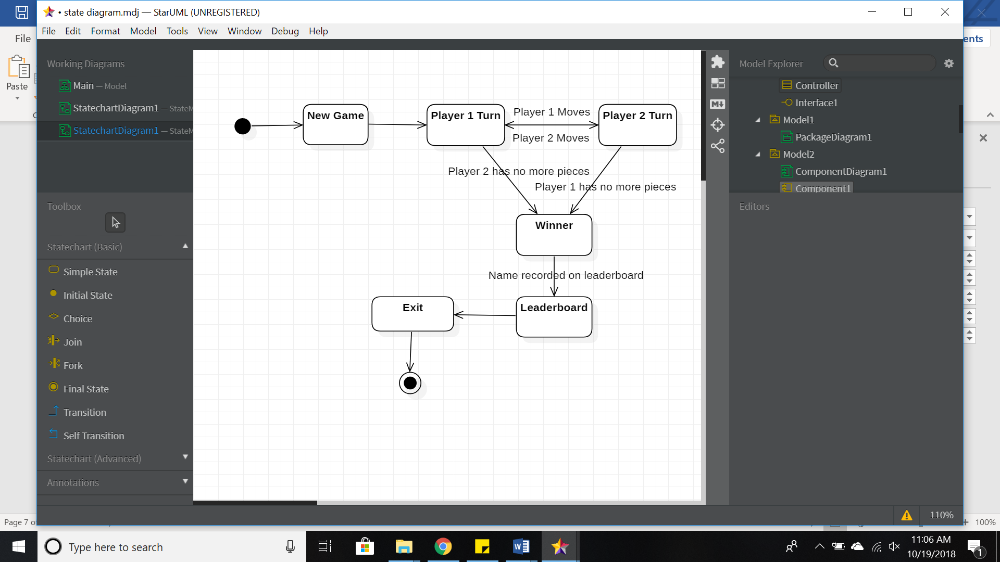 • state diagram.mdj — StarUML (UNREGISTERED)
File Edit Format Model Tools View Window Debug Help
File
Paste
Working Diagrams
Main — Model
StatechartDiagram1 — StateM
StatechartDiagram1 — StateM
Toolbox
Statechart (Basic)
Simple State
Initial State
Choice
Join
Fork
Final State
Transition
Self Transition
Statechart (Advanced)
Annotations
New Game
Player 1 Turn
Player 1 Moves
Player 2 Turn
Player 2 Moves
Player 2 has no more pieces
Player 1 has no more pieces
Winner
Name recorded on leaderboard
Exit
Leaderboard
Model Explorer
Controller
Interface1
Model1
PackageDiagram1
Model2
ComponentDiagram1
Component1
Editors
ents
110%
Page 7
100%
Type here to search
11:06 AM
10/19/2018
1